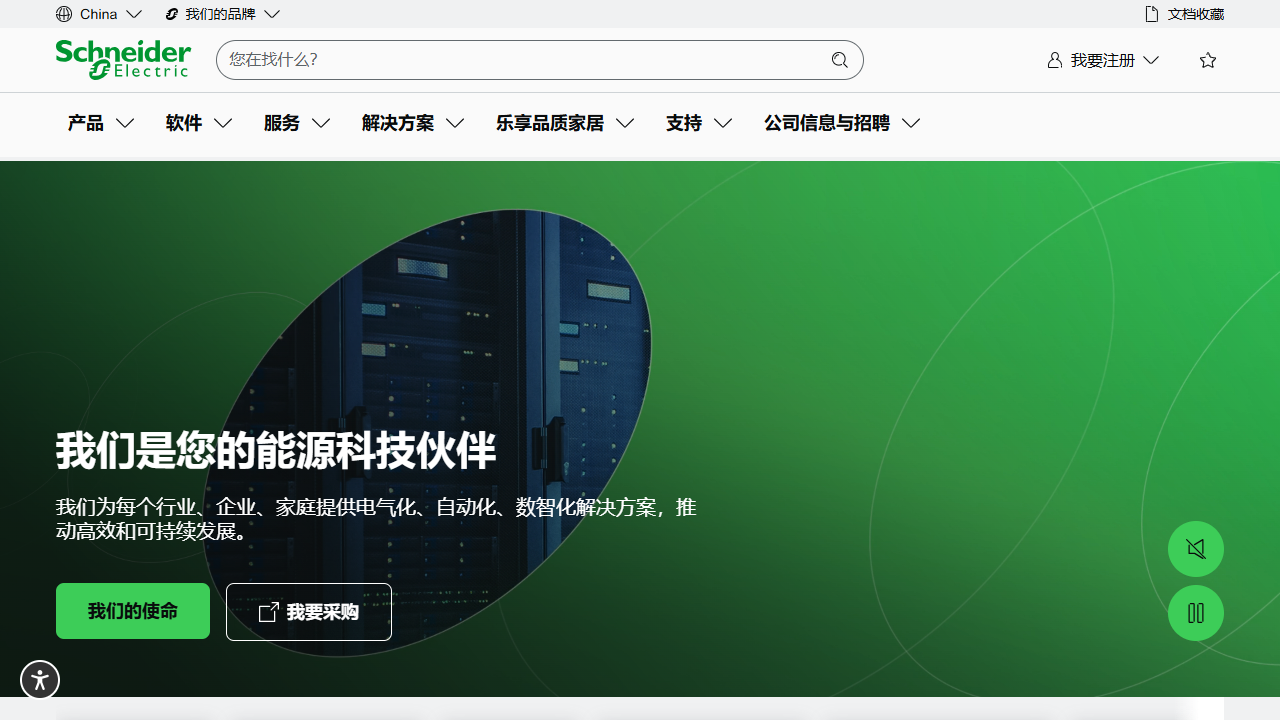 China
我们的品牌
文档收藏
Schneider
Electric
您在找什么?
我要注册
产品
软件
服务
解决方案
乐享品质家居
支持
公司信息与招聘
我们是您的能源科技伙伴
我们为每个行业、企业、家庭提供电气化、自动化、数智化解决方案，推
动高效和可持续发展。
我们的使命
我要采购